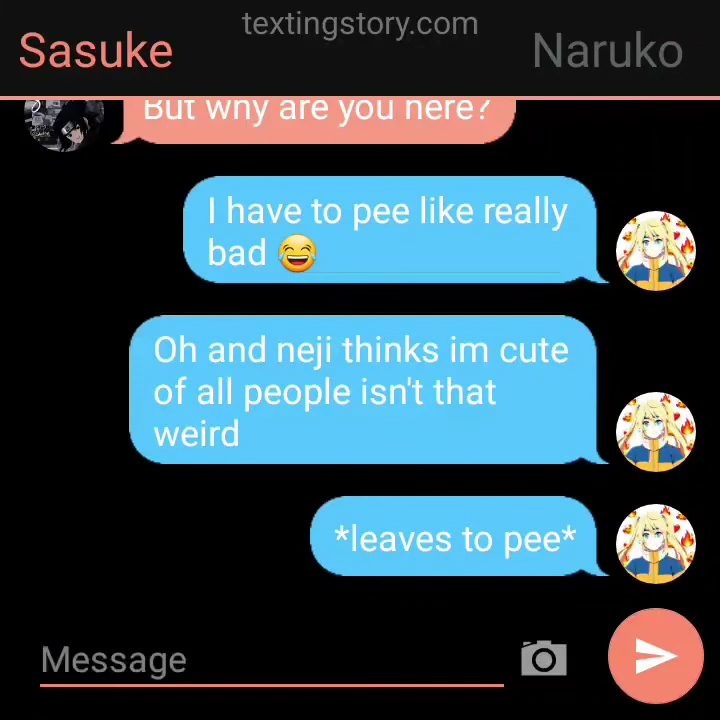 textingstory.com
Sasuke
Naruko
But why are you here?
I have to pee like really
bad 😂
Oh and neji thinks im cute
of all people isn't that
weird
*leaves to pee*
Message